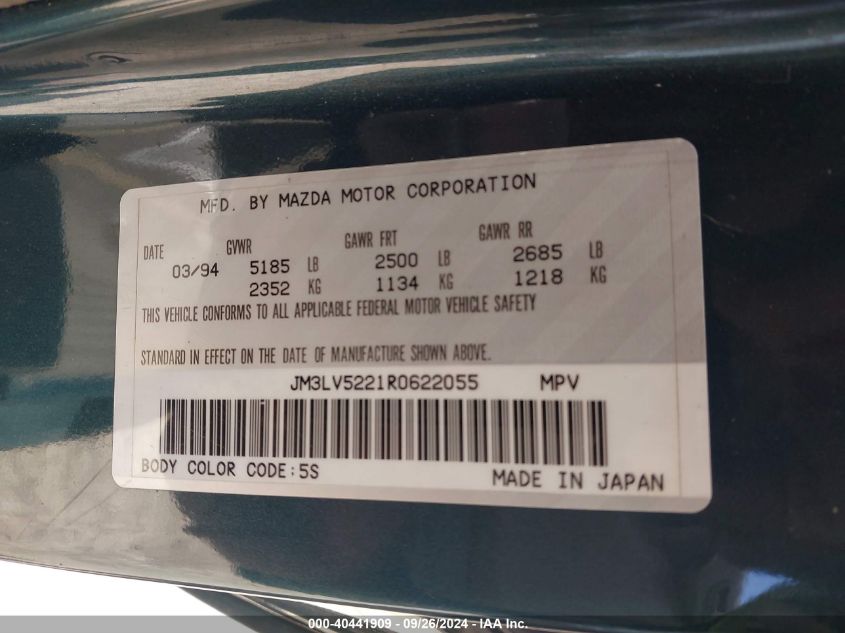 MFD. BY MAZDA MOTOR CORPORATION
DATE GVWR GAWR FRT GAWR RR
03/94 5185 LB 2500 LB 2685 LB
2352 KG 1134 KG 1218 KG
THIS VEHICLE CONFORMS TO ALL APPLICABLE FEDERAL MOTOR VEHICLE SAFETY
STANDARD IN EFFECT ON THE DATE OF MANUFACTURE SHOWN ABOVE.
JM3LV5221R0622055 MPV
BODY COLOR CODE:5S MADE IN JAPAN
000-40441909 - 09/26/2024 - IAA Inc.